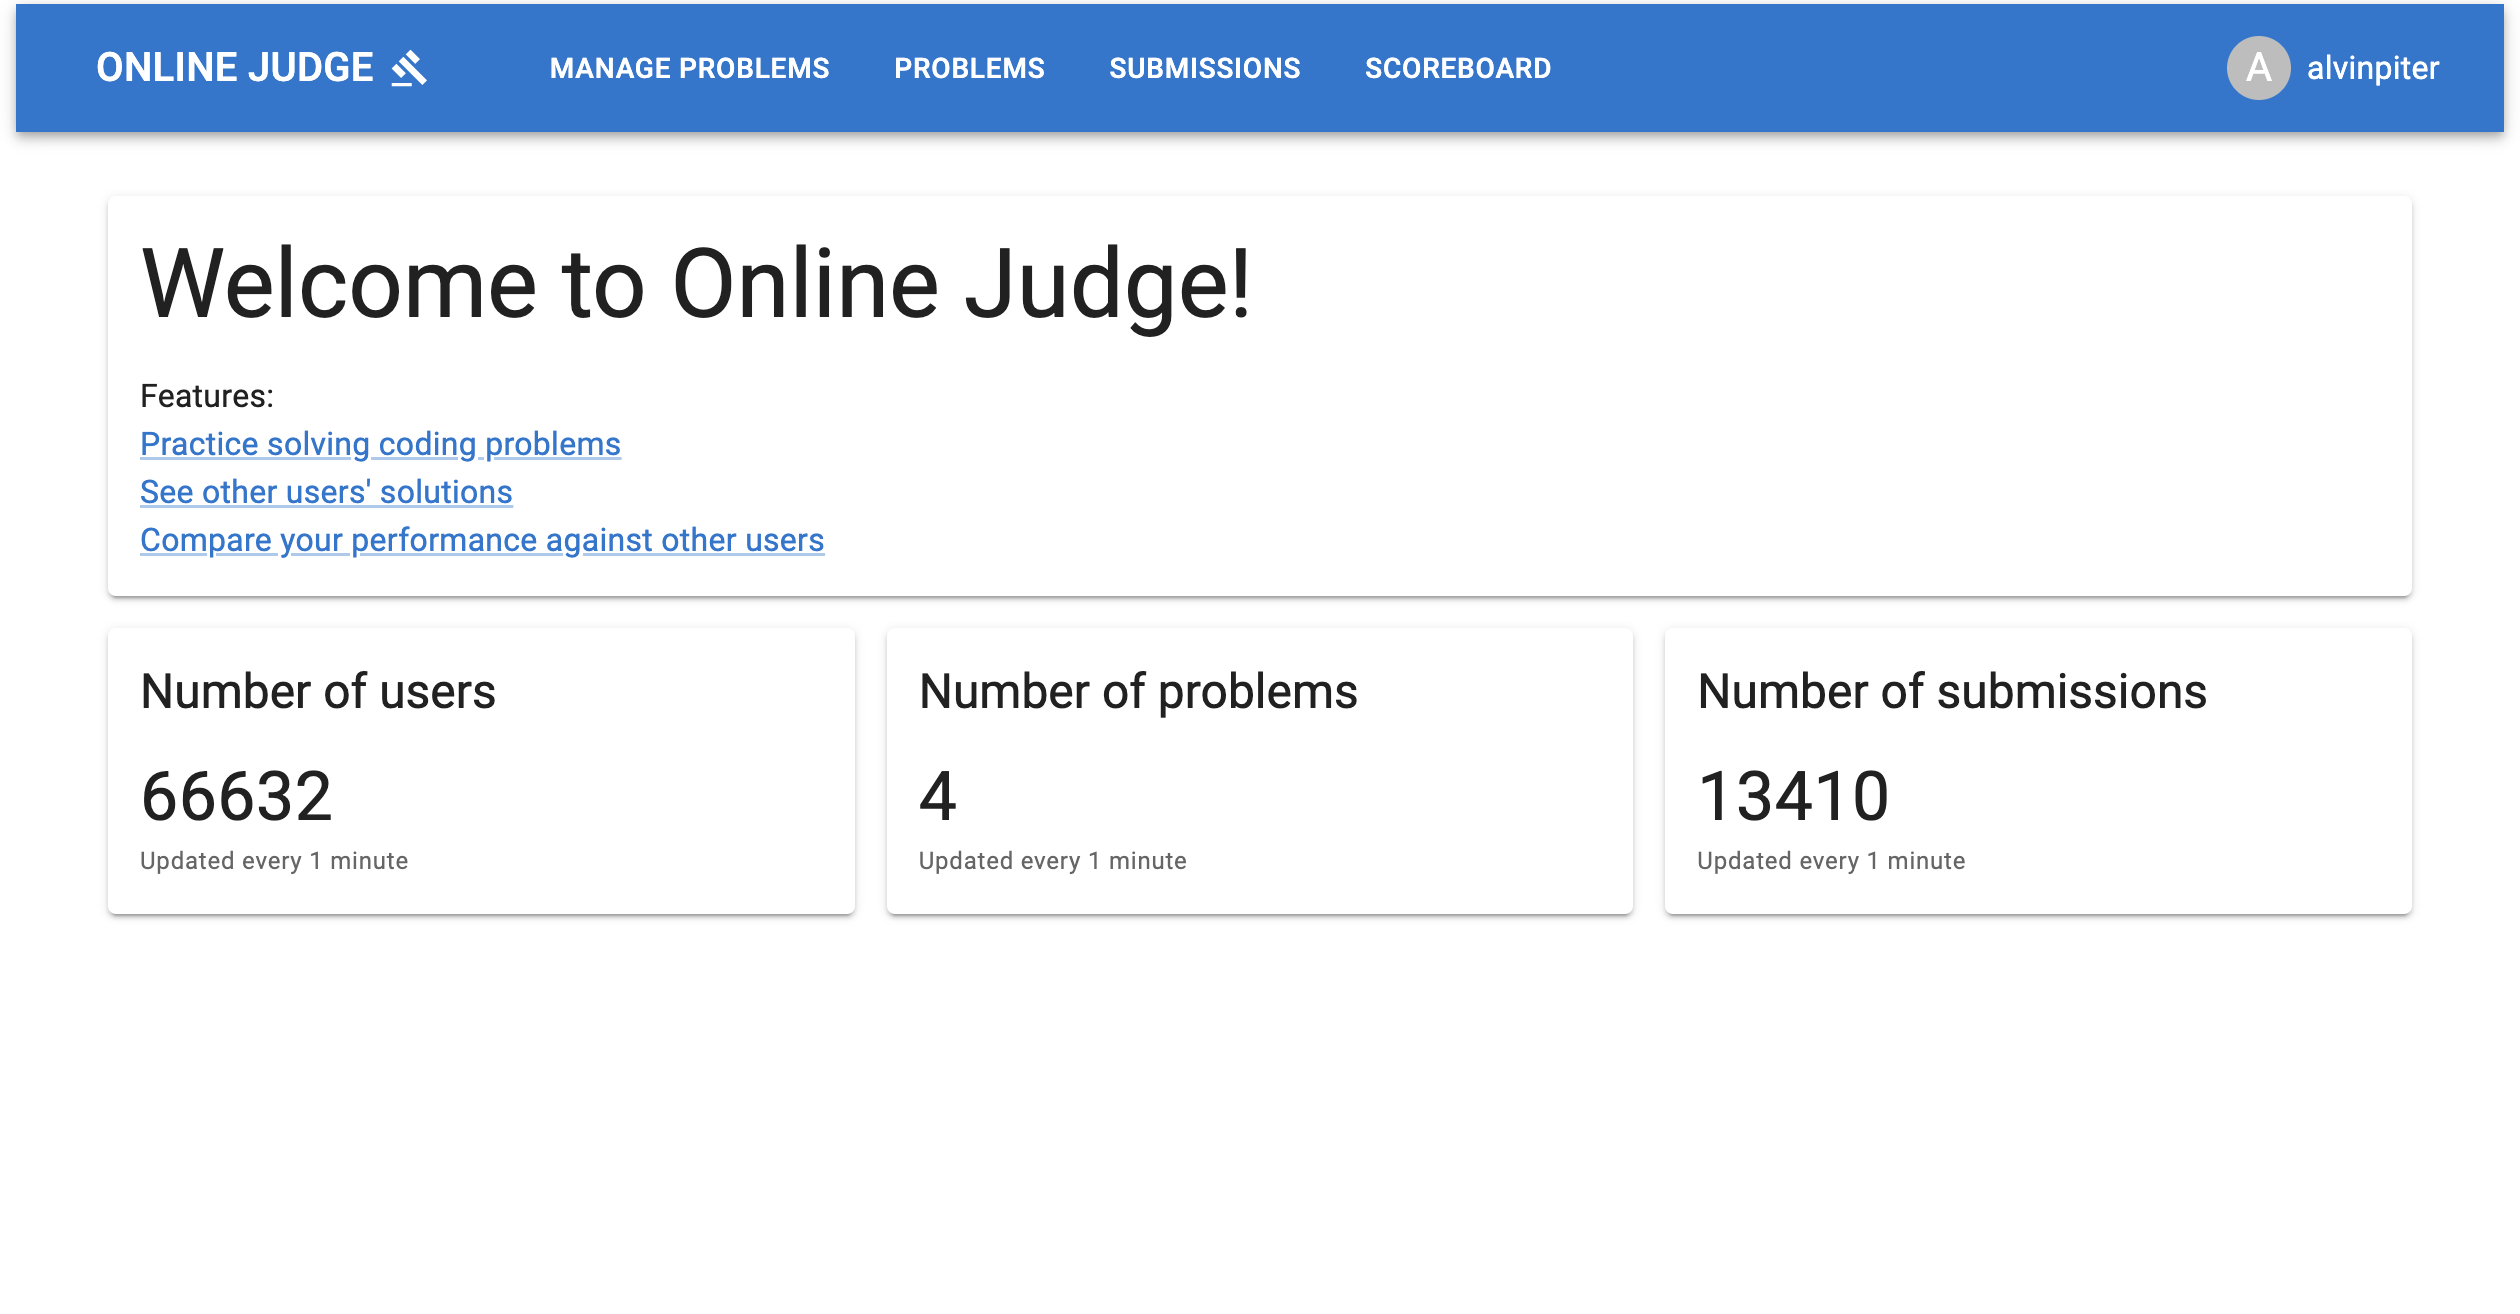 ONLINE JUDGE MANAGE PROBLEMS PROBLEMS SUBMISSIONS SCOREBOARD A alvinpiter
Welcome to Online Judge!
Features:
Practice solving coding problems
See other users' solutions
Compare your performance against other users
Number of users
66632
Updated every 1 minute
Number of problems
4
Updated every 1 minute
Number of submissions
13410
Updated every 1 minute